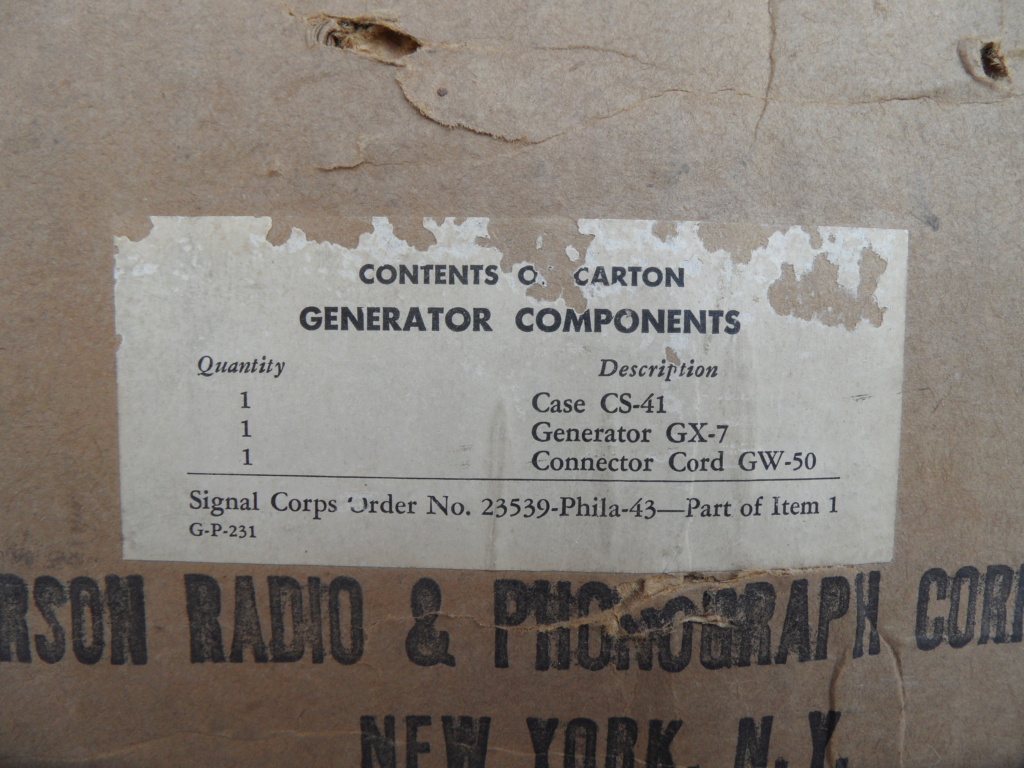 CONTENTS O CARTON
GENERATOR COMPONENTS
Quantity Description
1 Case CS-41
1 Generator GX-7
1 Connector Cord GW-50
Signal Corps Order No. 23539-Phila-43—Part of Item 1
G-P-231
RSON RADIO & PHONOGRAPH COR
NEW YORK, N.Y.